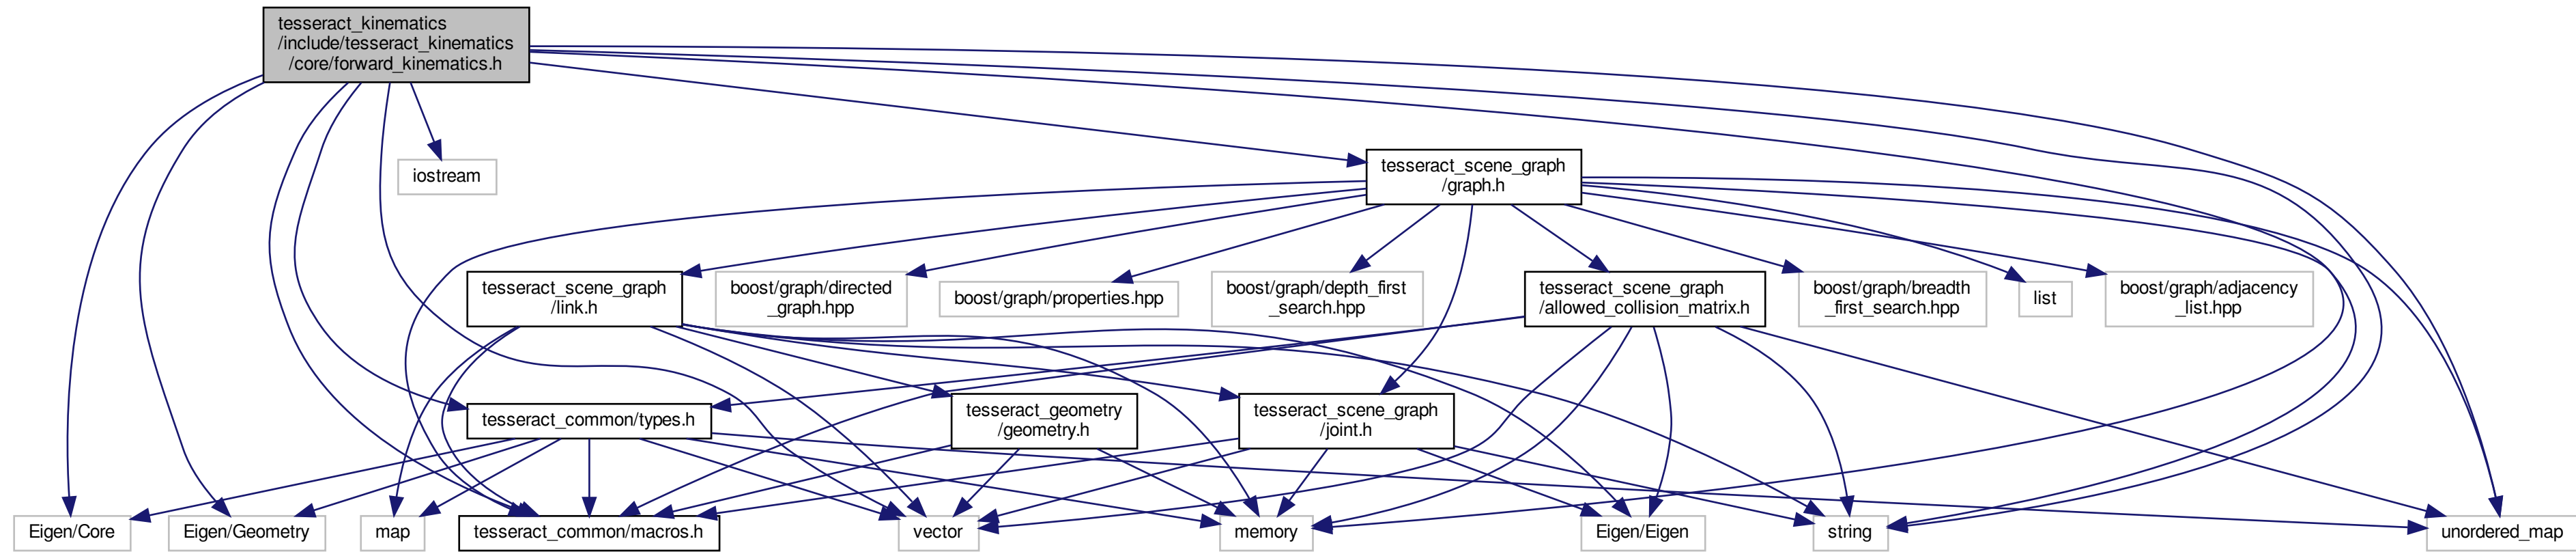 tesseract_kinematics
/include/tesseract_kinematics
/core/forward_kinematics.h
iostream
tesseract_scene_graph
/graph.h
tesseract_scene_graph
/link.h
boost/graph/directed
_graph.hpp
boost/graph/properties.hpp
boost/graph/depth_first
_search.hpp
tesseract_scene_graph
/allowed_collision_matrix.h
boost/graph/breadth
_first_search.hpp
list
boost/graph/adjacency
_list.hpp
tesseract_common/types.h
tesseract_geometry
/geometry.h
tesseract_scene_graph
/joint.h
Eigen/Core
Eigen/Geometry
map
tesseract_common/macros.h
vector
memory
Eigen/Eigen
string
unordered_map